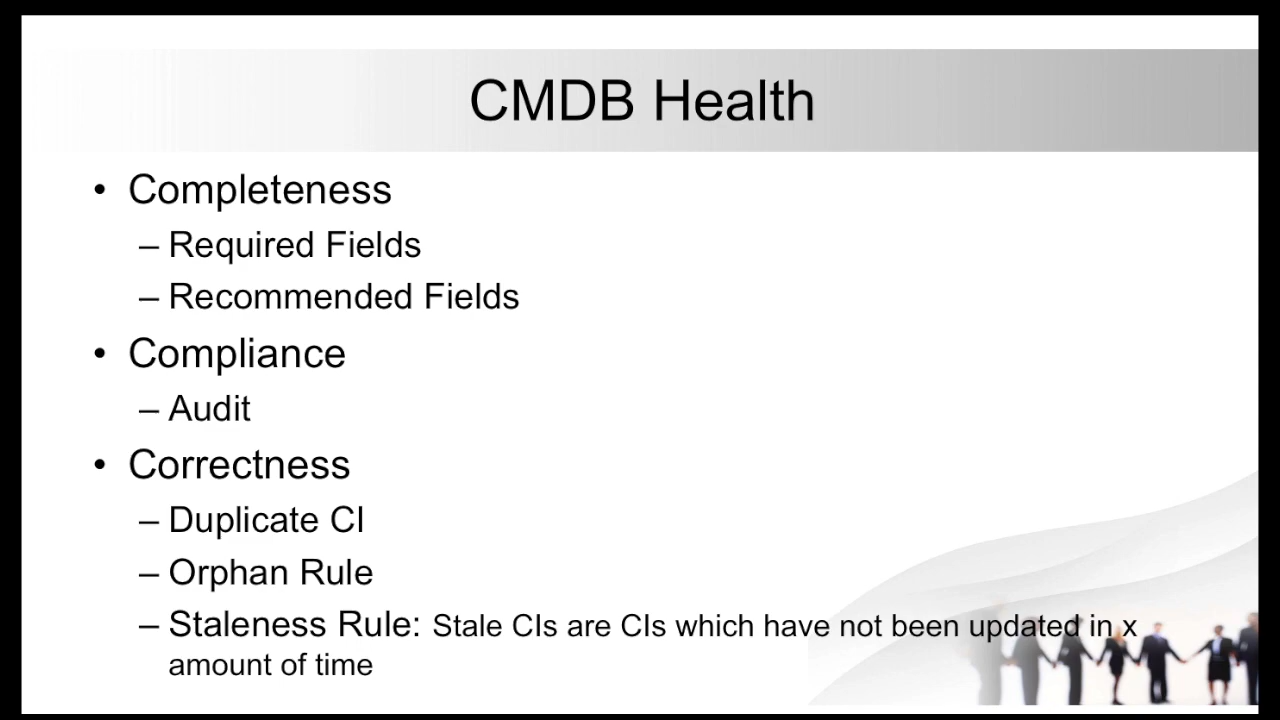 CMDB Health
• Completeness
– Required Fields
– Recommended Fields
• Compliance
– Audit
• Correctness
– Duplicate CI
– Orphan Rule
– Staleness Rule: Stale CIs are CIs which have not been updated in x
amount of time